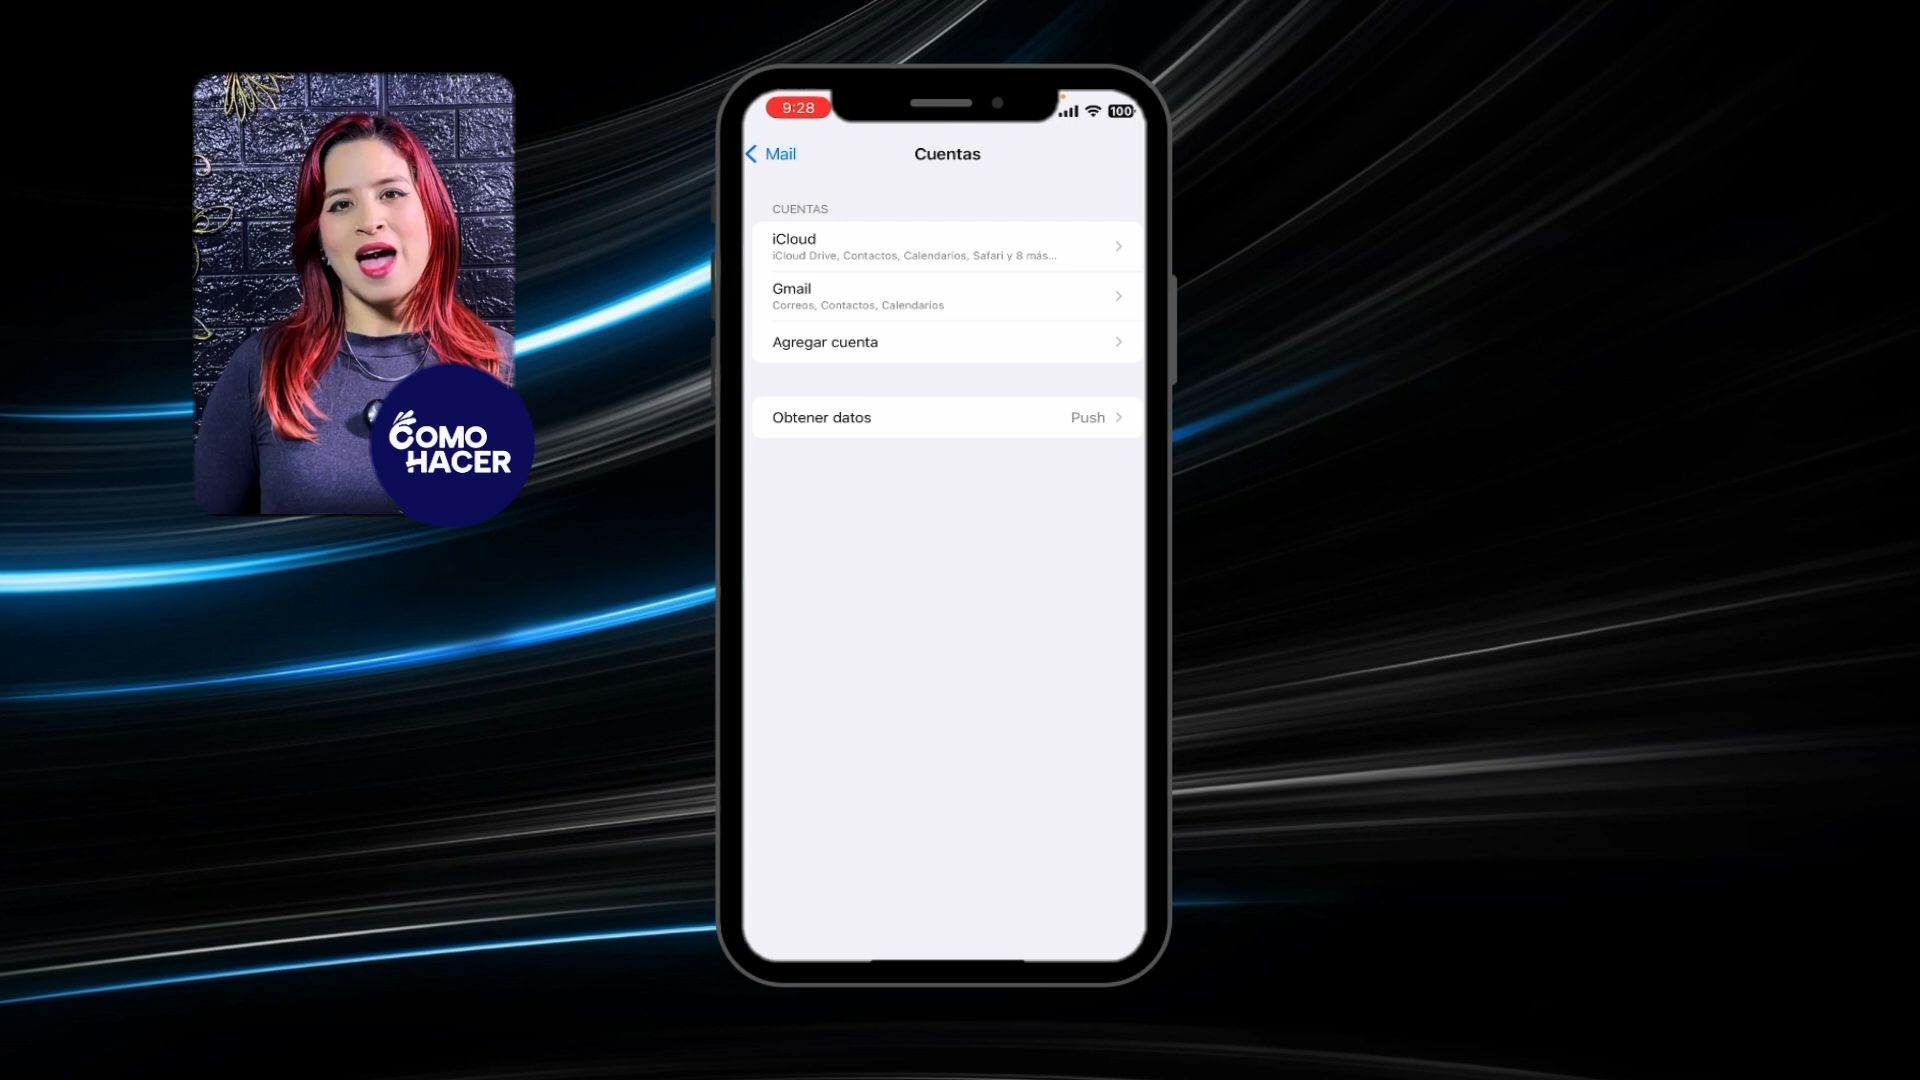 COMO
HACER
9:28
100
Mail
Cuentas
CUENTAS
iCloud
iCloud Drive, Contactos, Calendarios, Safari y 8 más...
Gmail
Correos, Contactos, Calendarios
Agregar cuenta
Obtener datos
Push